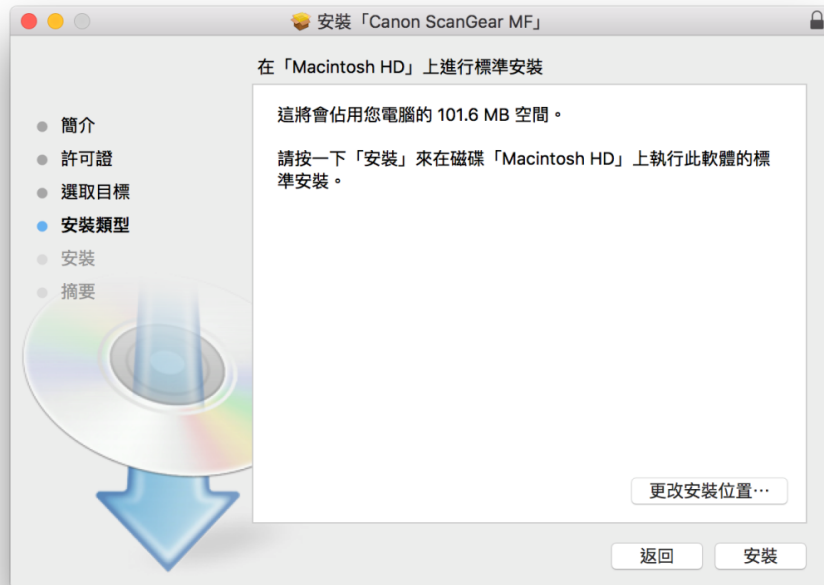 安裝「Canon ScanGear MF」
在「Macintosh HD」上進行標準安裝
簡介
許可證
選取目標
安裝類型
安裝
摘要
這將會佔用您電腦的 101.6 MB 空間。
請按一下「安裝」來在磁碟「Macintosh HD」上執行此軟體的標
準安裝。
更改安裝位置⋯
返回
安裝